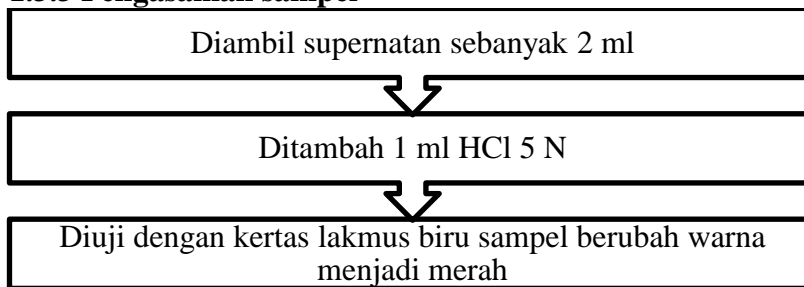 Diambil supernatan sebanyak 2 ml
Ditambah 1 ml HCl 5 N
Diuji dengan kertas lakmus biru sampel berubah warna
menjadi merah